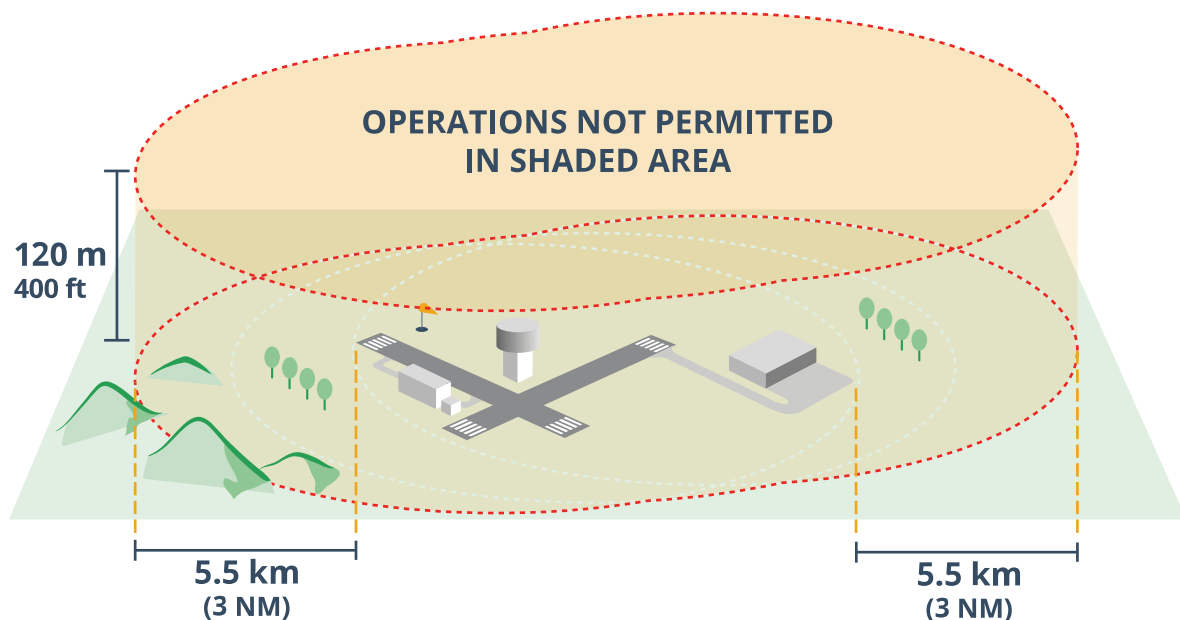 OPERATIONS NOT PERMITTED
IN SHADED AREA
120 m
400 ft
5.5 km
(3 NM)
5.5 km
(3 NM)